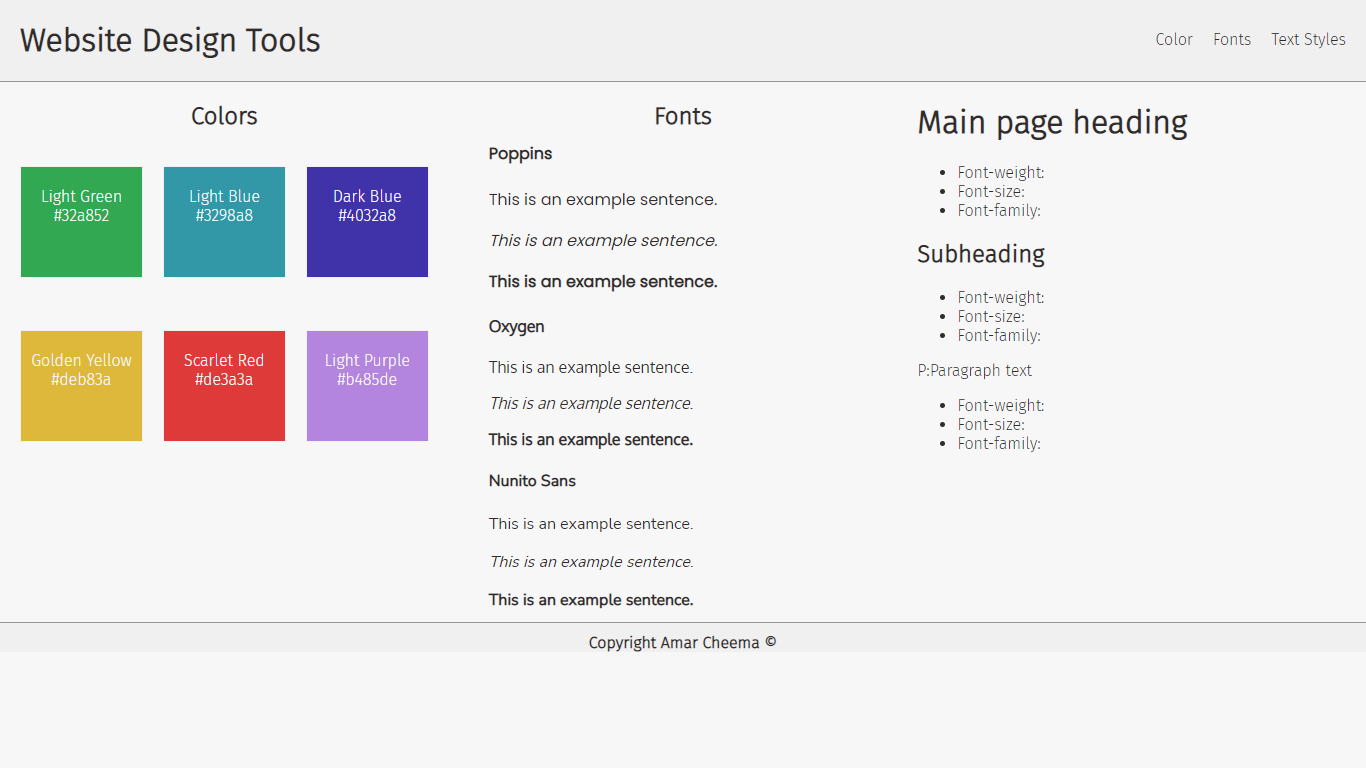 Website Design Tools
Color Fonts Text Styles
Colors
Light Green
#32a852
Light Blue
#3298a8
Dark Blue
#4032a8
Golden Yellow
#deb83a
Scarlet Red
#de3a3a
Light Purple
#b485de
Fonts
Poppins
This is an example sentence.
This is an example sentence.
This is an example sentence.
Oxygen
This is an example sentence.
This is an example sentence.
This is an example sentence.
Nunito Sans
This is an example sentence.
This is an example sentence.
This is an example sentence.
Main page heading
• Font-weight:
• Font-size:
• Font-family:
Subheading
• Font-weight:
• Font-size:
• Font-family:
P:Paragraph text
• Font-weight:
• Font-size:
• Font-family:
Copyright Amar Cheema ©